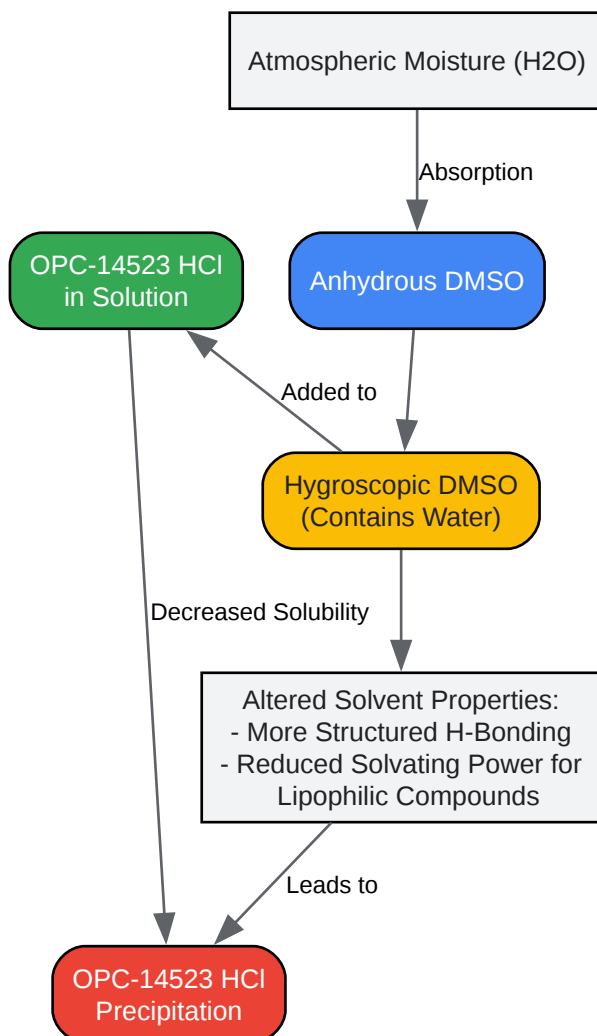 Atmospheric Moisture (H2O)
Absorption
OPC-14523 HCl
in Solution
Anhydrous DMSO
Added to
Hygroscopic DMSO
(Contains Water)
Decreased Solubility
Altered Solvent Properties:
- More Structured H-Bonding
- Reduced Solvating Power for
Lipophilic Compounds
Leads to
OPC-14523 HCl
Precipitation